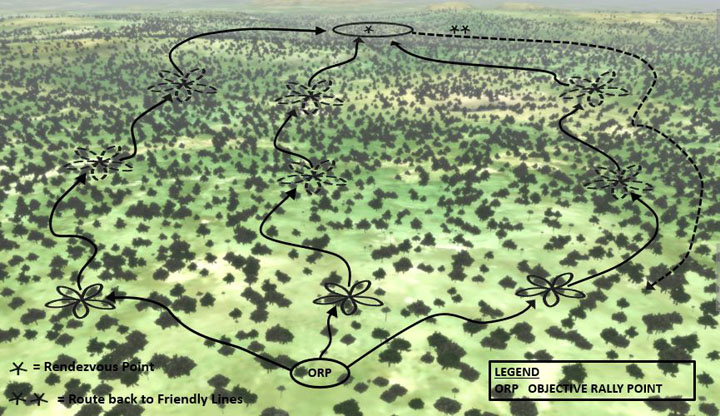 = Rendezvous Point
ORP
= Route back to Friendly Lines
LEGEND
ORP OBJECTIVE RALLY POINT